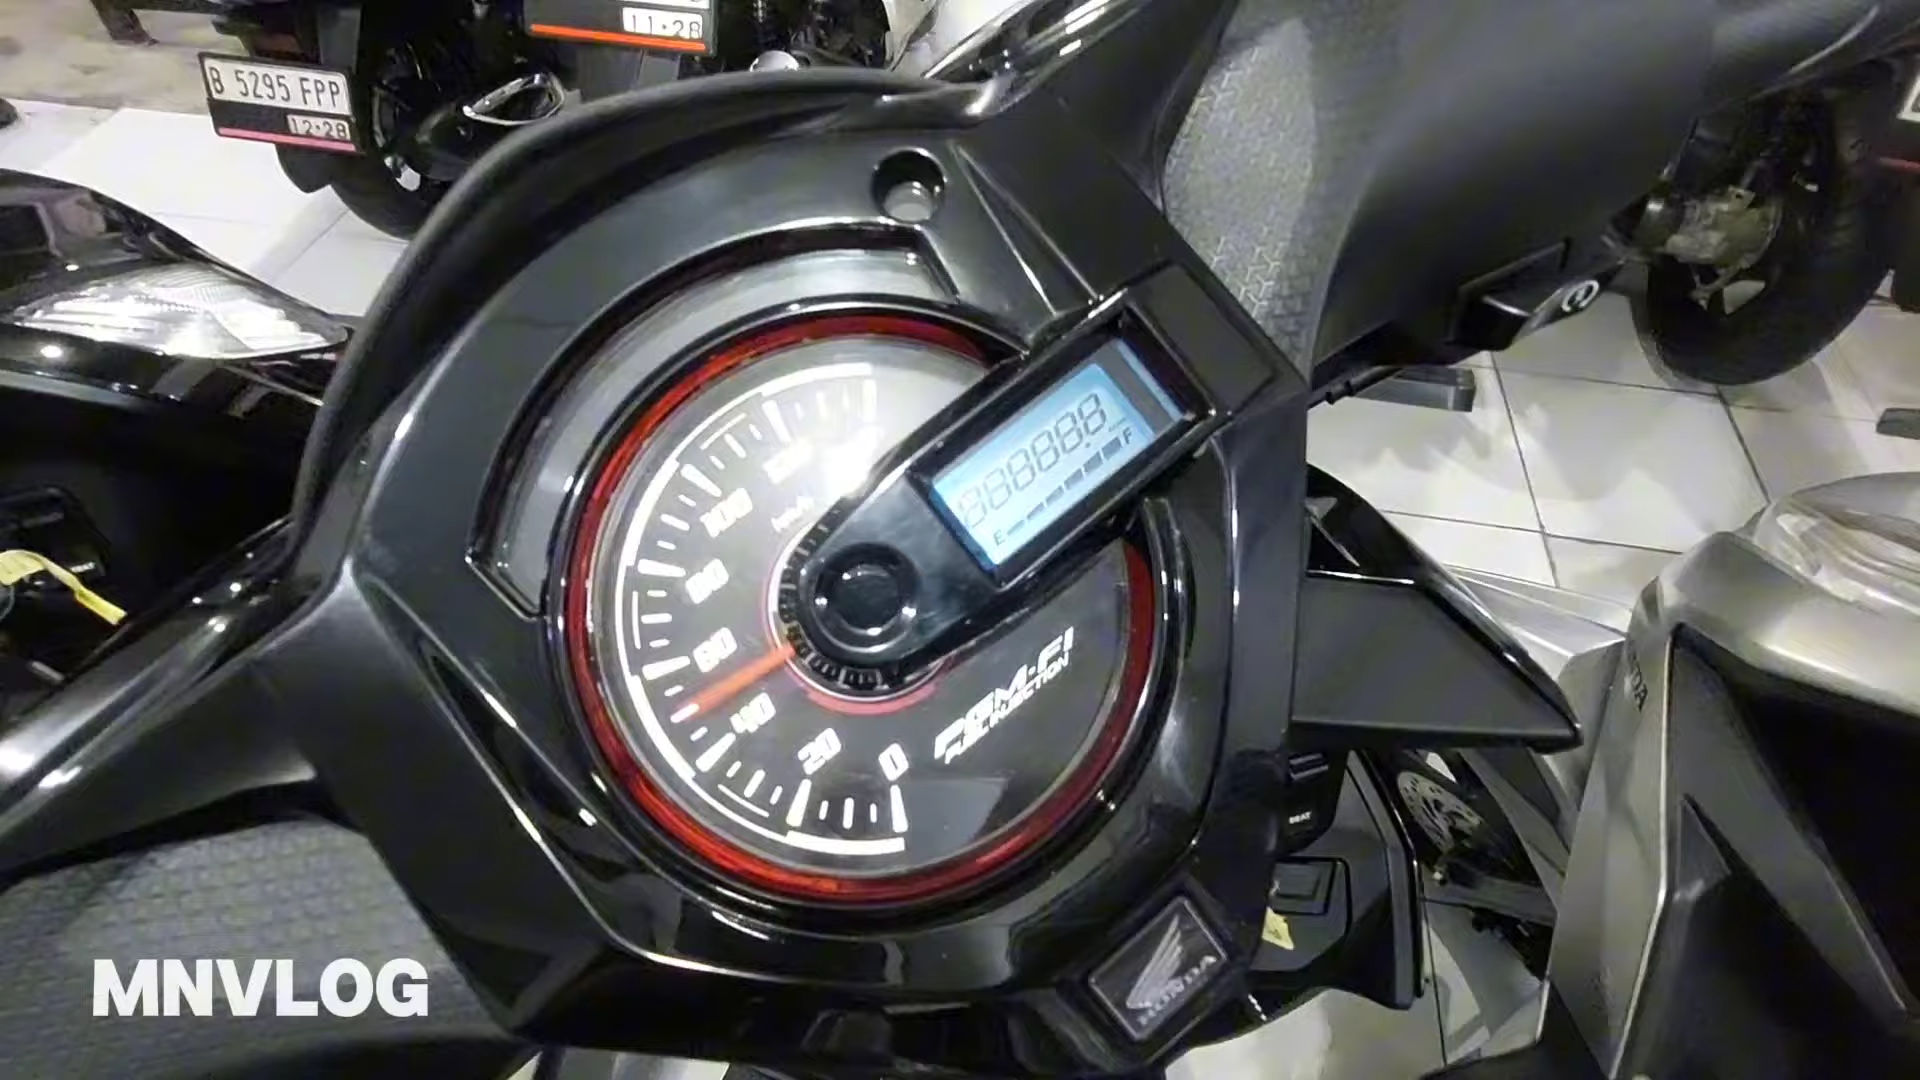 11·28
B 5295 FPP
12·28
888888
F
E
100
80
60
40
20
0
km/h
PGM-FI
FUEL INJECTION
SEAT
HONDA
MNVLOG